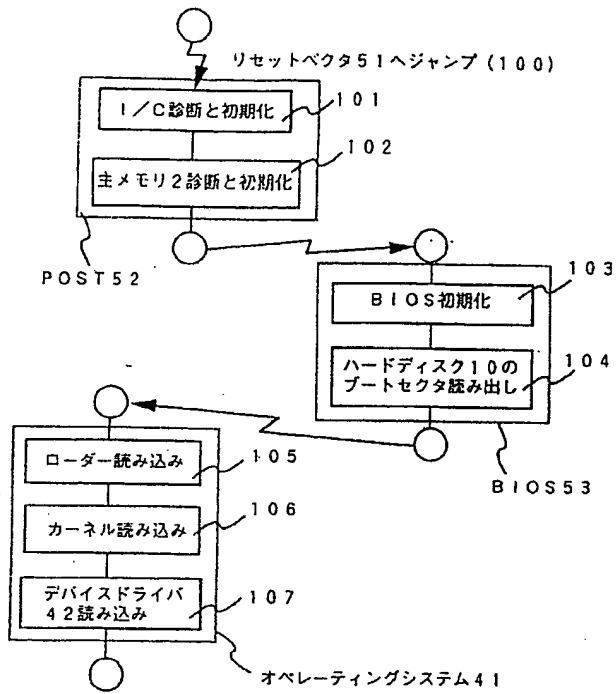 リセットベクタ51へジャンプ(100)
I/C診断と初期化
101
主メモリ2診断と初期化
102
POST52
BIOS初期化
103
ハードディスク10の
ブートセクタ読み出し
104
BIOS53
ローダー読み込み
105
カーネル読み込み
106
デバイスドライバ
42読み込み
107
オペレーティングシステム41